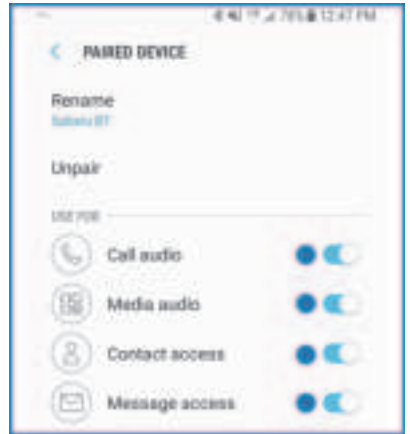 76% 12:47 PM
PAIRED DEVICE
Rename
Subaru BT
Unpair
USE FOR
Call audio
Media audio
Contact access
Message access